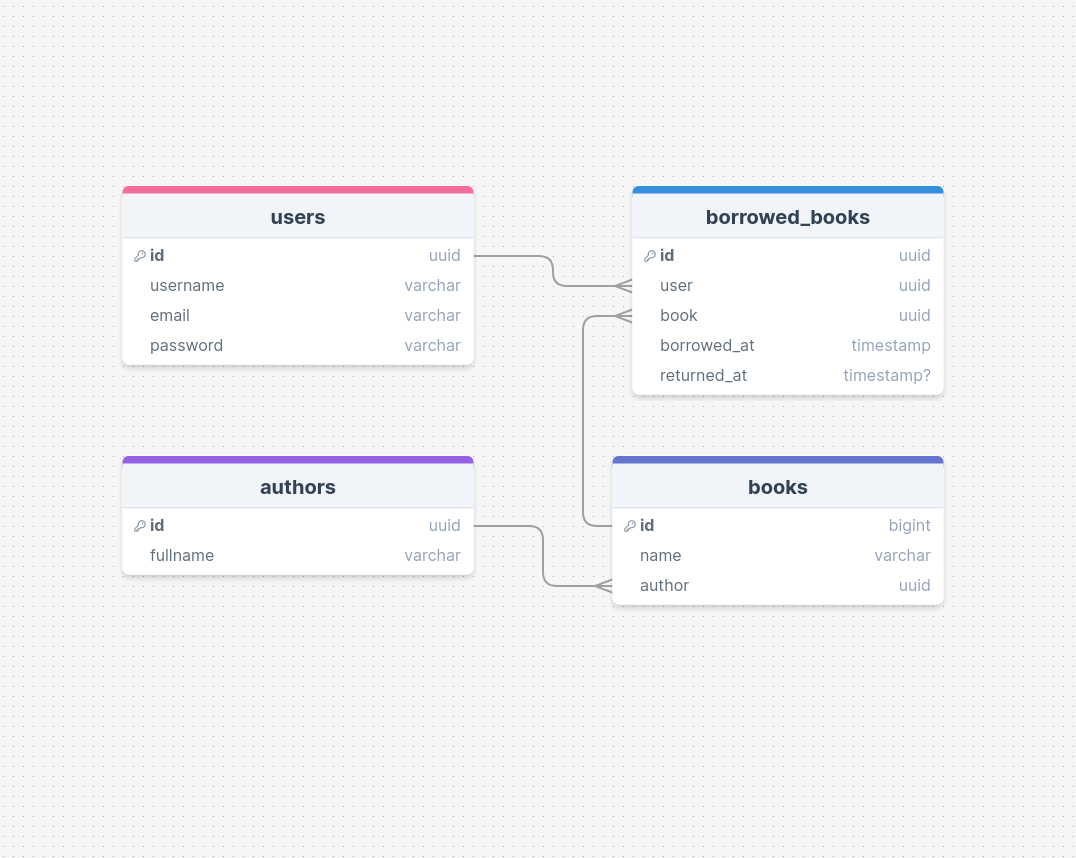 users
id uuid
username varchar
email varchar
password varchar
borrowed_books
id uuid
user uuid
book uuid
borrowed_at timestamp
returned_at timestamp?
authors
id uuid
fullname varchar
books
id bigint
name varchar
author uuid